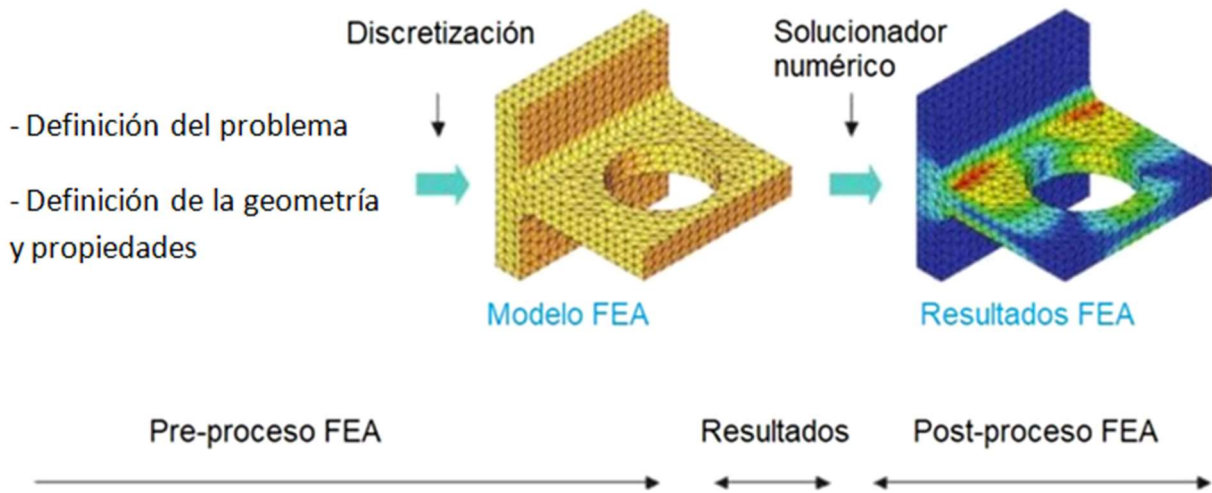 Discretización
Solucionador
numérico
- Definición del problema
- Definición de la geometría
y propiedades
Modelo FEA
Resultados FEA
Pre-proceso FEA
Resultados
Post-proceso FEA